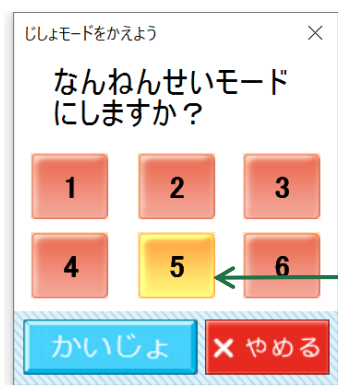 じしょモードをかえよう
なんねんせいモード
にしますか？
1 2 3
4 5 6
かいじょ × やめる